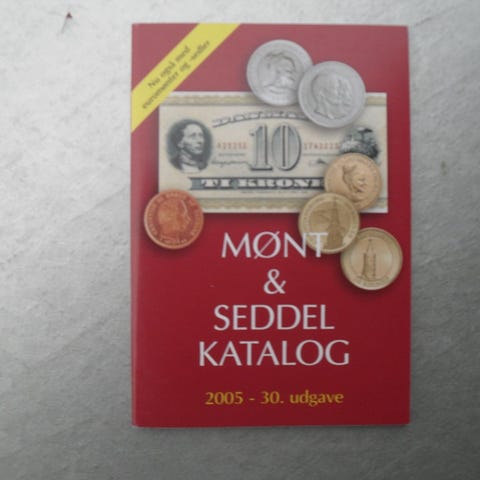 Nu også med
euromønter og -sedler
10
TI KRONER
MØNT
&
SEDDEL
KATALOG
2005 - 30. udgave